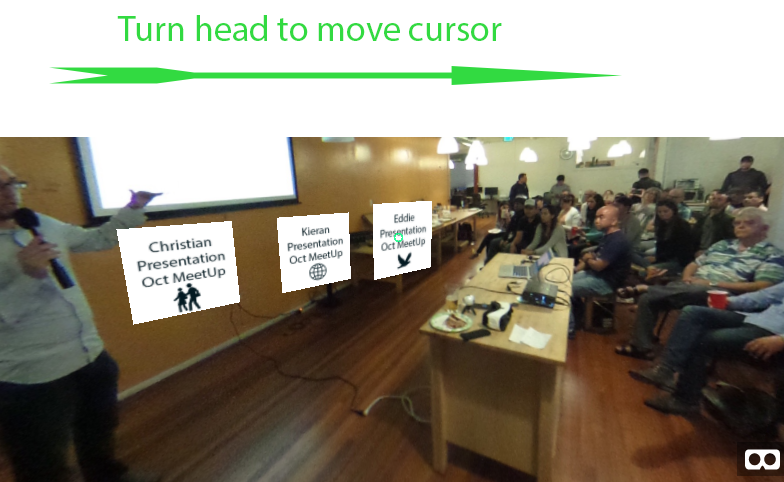 Turn head to move cursor
Christian
Presentation
Oct MeetUp
Kieran
Presentation
Oct MeetUp
Eddie
Presentation
Oct MeetUp